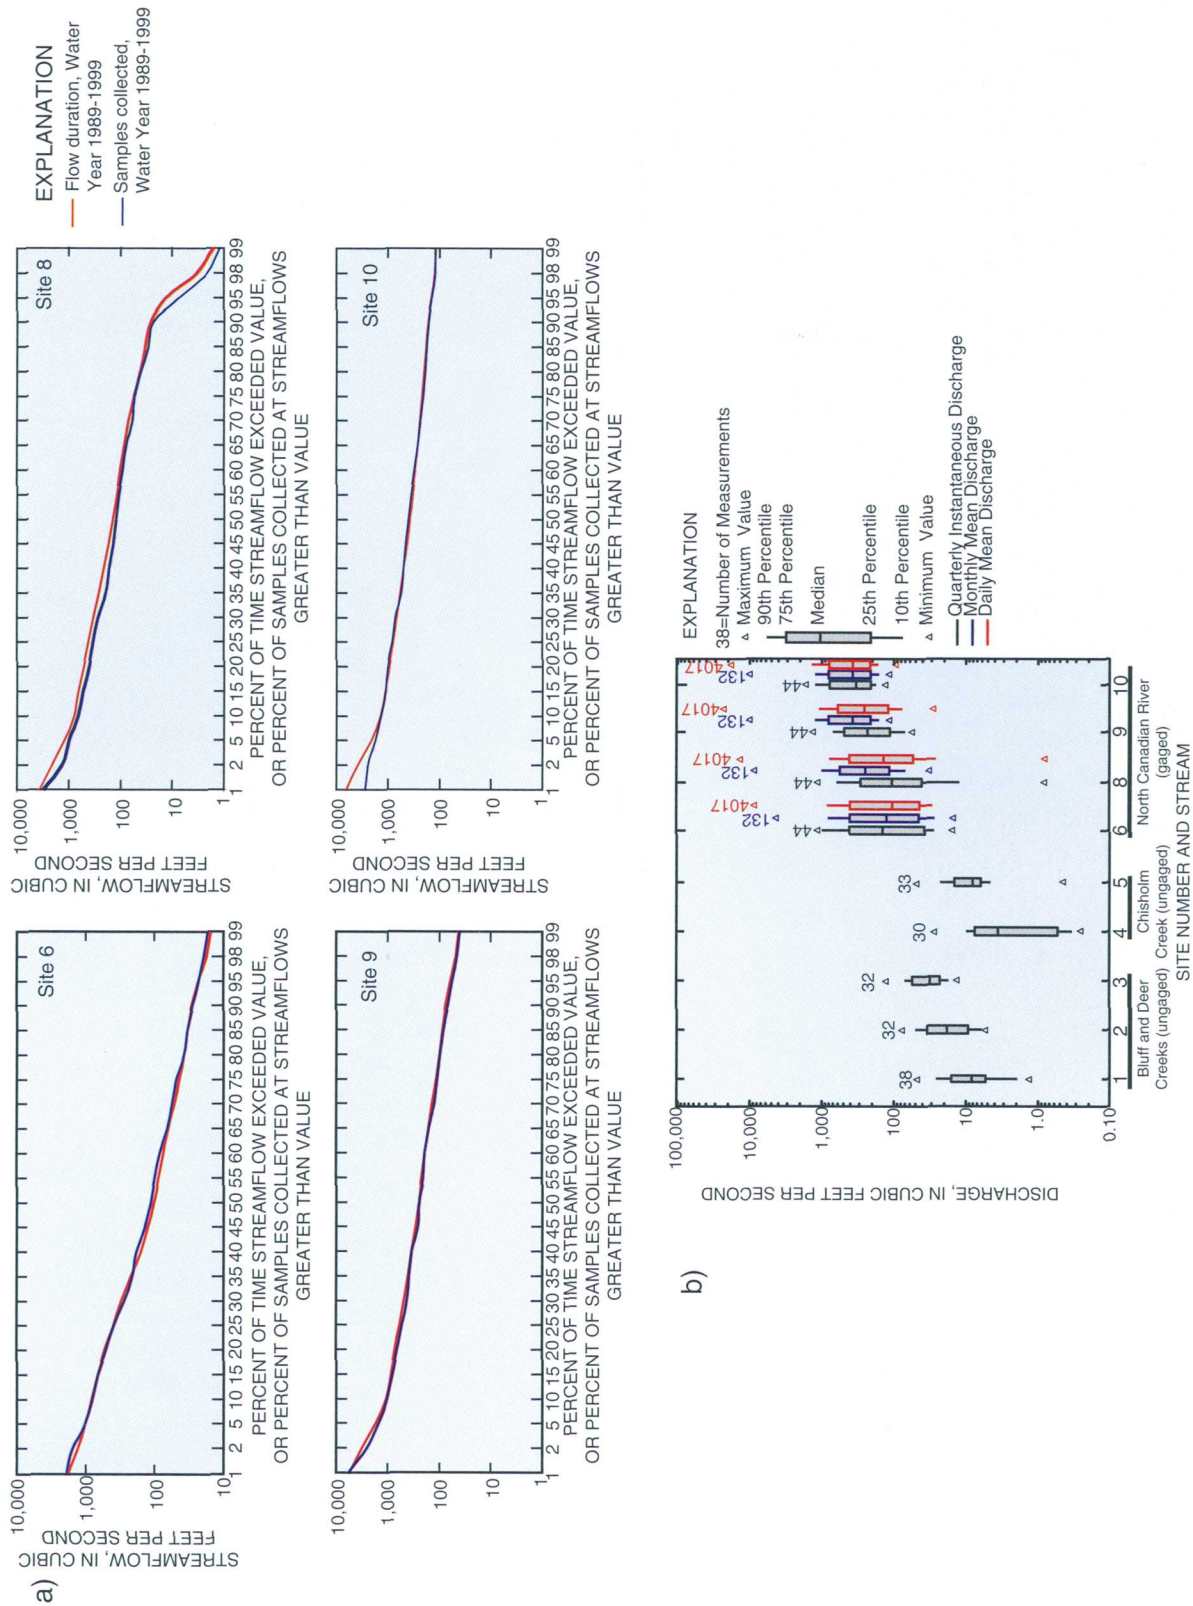 a)
STREAMFLOW, IN CUBIC
FEET PER SECOND
10,000
1,000
100
10
Site 6
1 2 5 10 15 20 25 30 35 40 45 50 55 60 65 70 75 80 85 90 95 98 99
PERCENT OF TIME STREAMFLOW EXCEEDED VALUE,
OR PERCENT OF SAMPLES COLLECTED AT STREAMFLOWS
GREATER THAN VALUE
STREAMFLOW, IN CUBIC
FEET PER SECOND
10,000
1,000
100
10
1
Site 8
1 2 5 10 15 20 25 30 35 40 45 50 55 60 65 70 75 80 85 90 95 98 99
PERCENT OF TIME STREAMFLOW EXCEEDED VALUE,
OR PERCENT OF SAMPLES COLLECTED AT STREAMFLOWS
GREATER THAN VALUE
EXPLANATION
Flow duration, Water
Year 1989-1999
Samples collected,
Water Year 1989-1999
10,000
1,000
100
10
1
Site 9
1 2 5 10 15 20 25 30 35 40 45 50 55 60 65 70 75 80 85 90 95 98 99
PERCENT OF TIME STREAMFLOW EXCEEDED VALUE,
OR PERCENT OF SAMPLES COLLECTED AT STREAMFLOWS
GREATER THAN VALUE
STREAMFLOW, IN CUBIC
FEET PER SECOND
10,000
1,000
100
10
1
Site 10
1 2 5 10 15 20 25 30 35 40 45 50 55 60 65 70 75 80 85 90 95 98 99
PERCENT OF TIME STREAMFLOW EXCEEDED VALUE,
OR PERCENT OF SAMPLES COLLECTED AT STREAMFLOWS
GREATER THAN VALUE
b)
DISCHARGE, IN CUBIC FEET PER SECOND
100,000
10,000
1,000
100
10
1.0
0.10
38
32
32
30
33
44
132
4017
44
132
4017
44
132
4017
44
132
4017
1 2 3 4 5 6 8 9 10
Bluff and Deer
Creeks (ungaged)
Chisholm
Creek (ungaged)
North Canadian River
(gaged)
SITE NUMBER AND STREAM
EXPLANATION
38=Number of Measurements
Maximum Value
90th Percentile
75th Percentile
Median
25th Percentile
10th Percentile
Minimum Value
Quarterly Instantaneous Discharge
Monthly Mean Discharge
Daily Mean Discharge